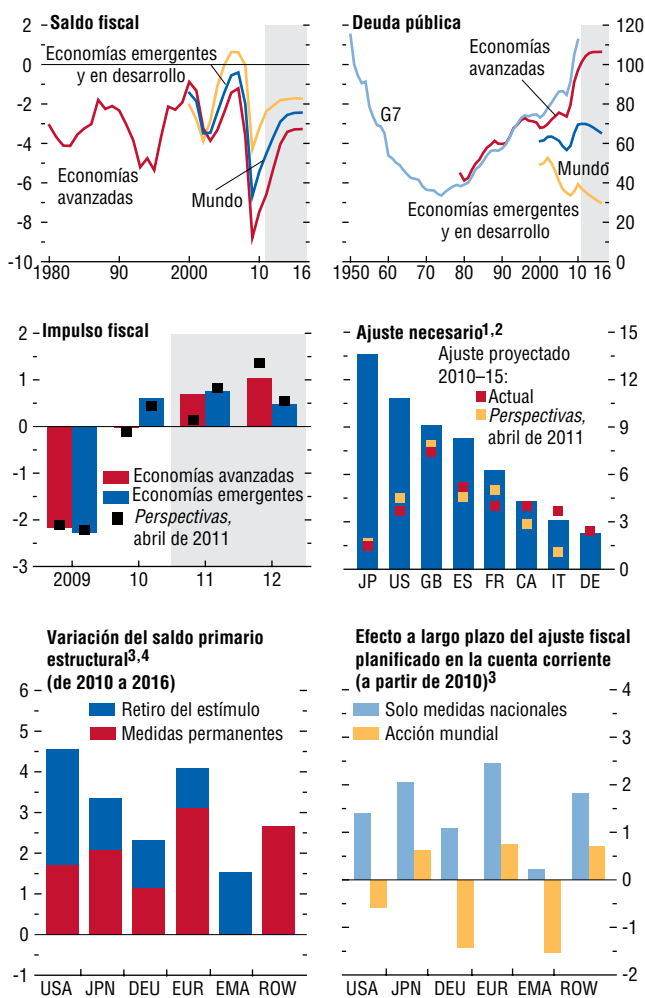 Saldo fiscal
2
0
-2
-4
-6
-8
-10
Economías emergentes
y en desarrollo
Economías
avanzadas
Mundo
1980 90 2000 10 16
Deuda pública
120
100
80
60
40
20
0
Economías
avanzadas
G7
Mundo
Economías emergentes
y en desarrollo
1950 60 70 80 90 2000 10 16
Impulso fiscal
2
1
0
-1
-2
-3
Economías avanzadas
Economías emergentes
Perspectivas,
abril de 2011
2009 10 11 12
Ajuste necesario1,2
15
12
9
6
3
0
Ajuste proyectado
2010–15:
Actual
Perspectivas,
abril de 2011
JP US GB ES FR CA IT DE
Variación del saldo primario
estructural3,4
(de 2010 a 2016)
6
5
4
3
2
1
0
-1
Retiro del estímulo
Medidas permanentes
USA JPN DEU EUR EMA ROW
Efecto a largo plazo del ajuste fiscal
planificado en la cuenta corriente
(a partir de 2010)3
4
3
2
1
0
-1
-2
Solo medidas nacionales
Acción mundial
USA JPN DEU EUR EMA ROW